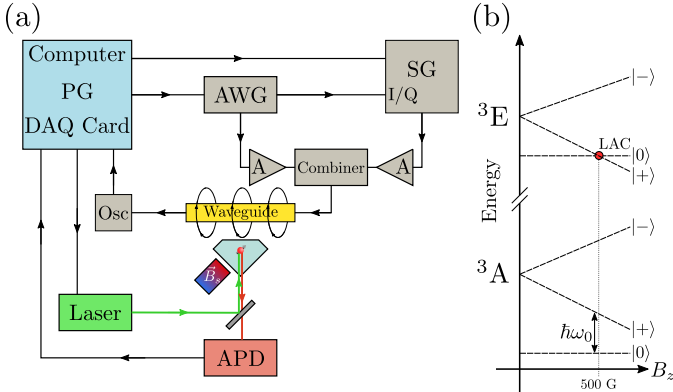 (a)
Computer
PG
DAQ Card
AWG
SG
I/Q
A
Combiner
A
Osc
Waveguide
B⃗ₛ
Laser
APD
(b)
Energy
³E
|−⟩
LAC
|0⟩
|+⟩
³A
|−⟩
ħω₀
|+⟩
|0⟩
B_z
500 G